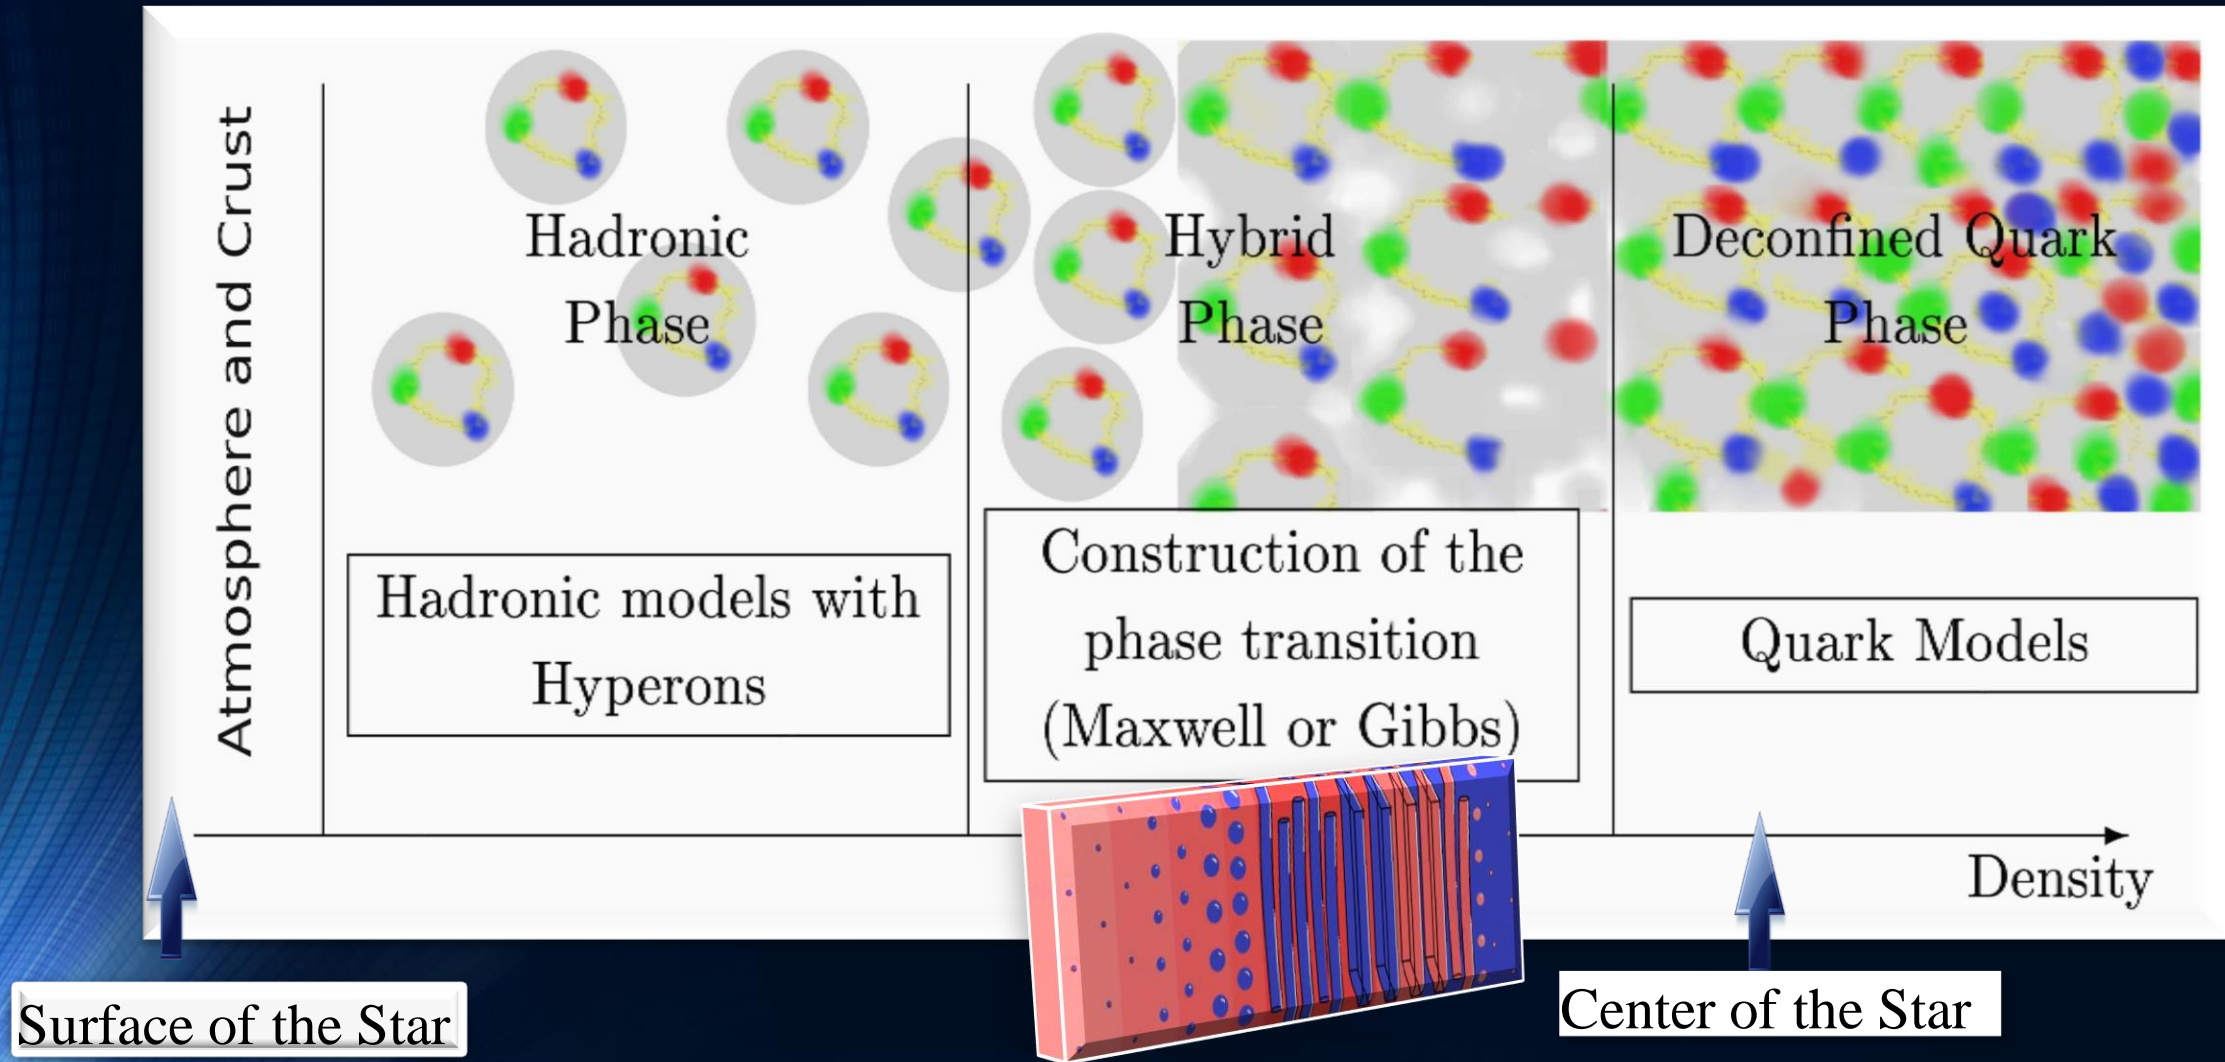 Atmosphere and Crust
Hadronic
Phase
Hybrid
Phase
Deconfined Quark
Phase
Hadronic models with
Hyperons
Construction of the
phase transition
(Maxwell or Gibbs)
Quark Models
Density
Surface of the Star
Center of the Star